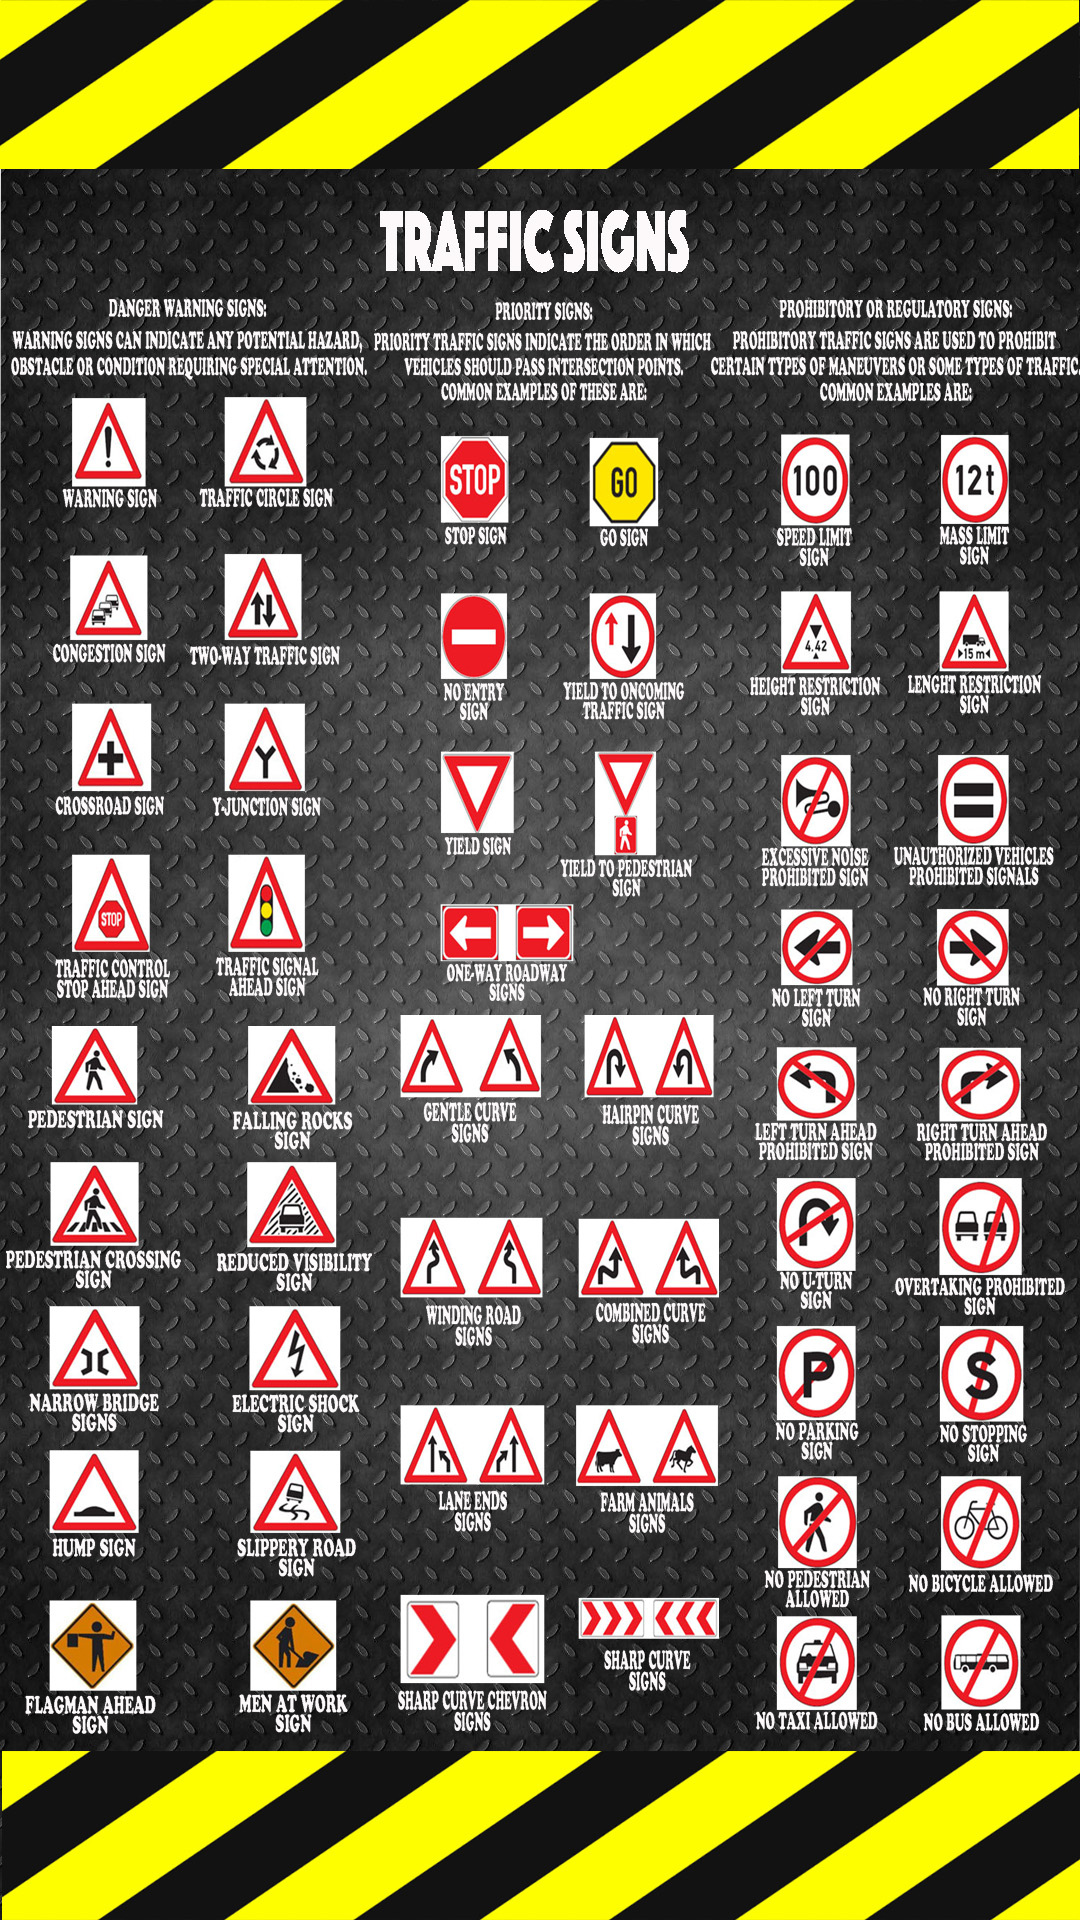 TRAFFIC SIGNS
DANGER WARNING SIGNS:
WARNING SIGNS CAN INDICATE ANY POTENTIAL HAZARD,
OBSTACLE OR CONDITION REQUIRING SPECIAL ATTENTION.
WARNING SIGN
TRAFFIC CIRCLE SIGN
CONGESTION SIGN
TWO-WAY TRAFFIC SIGN
CROSSROAD SIGN
Y-JUNCTION SIGN
STOP
TRAFFIC CONTROL
STOP AHEAD SIGN
TRAFFIC SIGNAL
AHEAD SIGN
PEDESTRIAN SIGN
FALLING ROCKS
SIGN
PEDESTRIAN CROSSING
SIGN
REDUCED VISIBILITY
SIGN
NARROW BRIDGE
SIGNS
ELECTRIC SHOCK
SIGN
HUMP SIGN
SLIPPERY ROAD
SIGN
FLAGMAN AHEAD
SIGN
MEN AT WORK
SIGN
PRIORITY SIGNS:
PRIORITY TRAFFIC SIGNS INDICATE THE ORDER IN WHICH
VEHICLES SHOULD PASS INTERSECTION POINTS.
COMMON EXAMPLES OF THESE ARE:
STOP
STOP SIGN
GO
GO SIGN
NO ENTRY
SIGN
YIELD TO ONCOMING
TRAFFIC SIGN
YIELD SIGN
YIELD TO PEDESTRIAN
SIGN
ONE-WAY ROADWAY
SIGNS
GENTLE CURVE
SIGNS
HAIRPIN CURVE
SIGNS
WINDING ROAD
SIGNS
COMBINED CURVE
SIGNS
LANE ENDS
SIGNS
FARM ANIMALS
SIGNS
SHARP CURVE CHEVRON
SIGNS
SHARP CURVE
SIGNS
PROHIBITORY OR REGULATORY SIGNS:
PROHIBITORY TRAFFIC SIGNS ARE USED TO PROHIBIT
CERTAIN TYPES OF MANEUVERS OR SOME TYPES OF TRAFFIC.
COMMON EXAMPLES ARE:
100
SPEED LIMIT
SIGN
12t
MASS LIMIT
SIGN
4.42
HEIGHT RESTRICTION
SIGN
15 m
LENGHT RESTRICTION
SIGN
EXCESSIVE NOISE
PROHIBITED SIGN
UNAUTHORIZED VEHICLES
PROHIBITED SIGNALS
NO LEFT TURN
SIGN
NO RIGHT TURN
SIGN
LEFT TURN AHEAD
PROHIBITED SIGN
RIGHT TURN AHEAD
PROHIBITED SIGN
NO U-TURN
SIGN
OVERTAKING PROHIBITED
SIGN
P
NO PARKING
SIGN
S
NO STOPPING
SIGN
NO PEDESTRIAN
ALLOWED
NO BICYCLE ALLOWED
NO TAXI ALLOWED
NO BUS ALLOWED